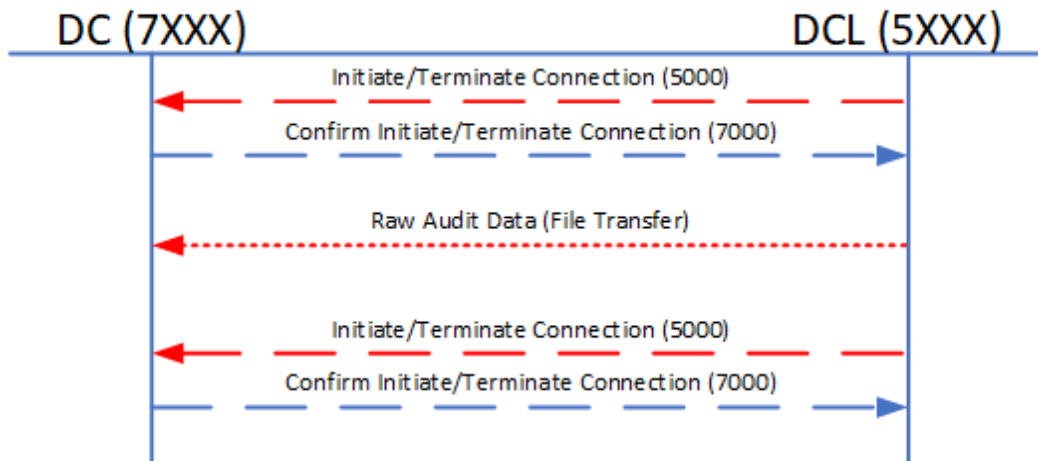 DC (7XXX)
DCL (5XXX)
Initiate/Terminate Connection (5000)
Confirm Initiate/Terminate Connection (7000)
Raw Audit Data (File Transfer)
Initiate/Terminate Connection (5000)
Confirm Initiate/Terminate Connection (7000)